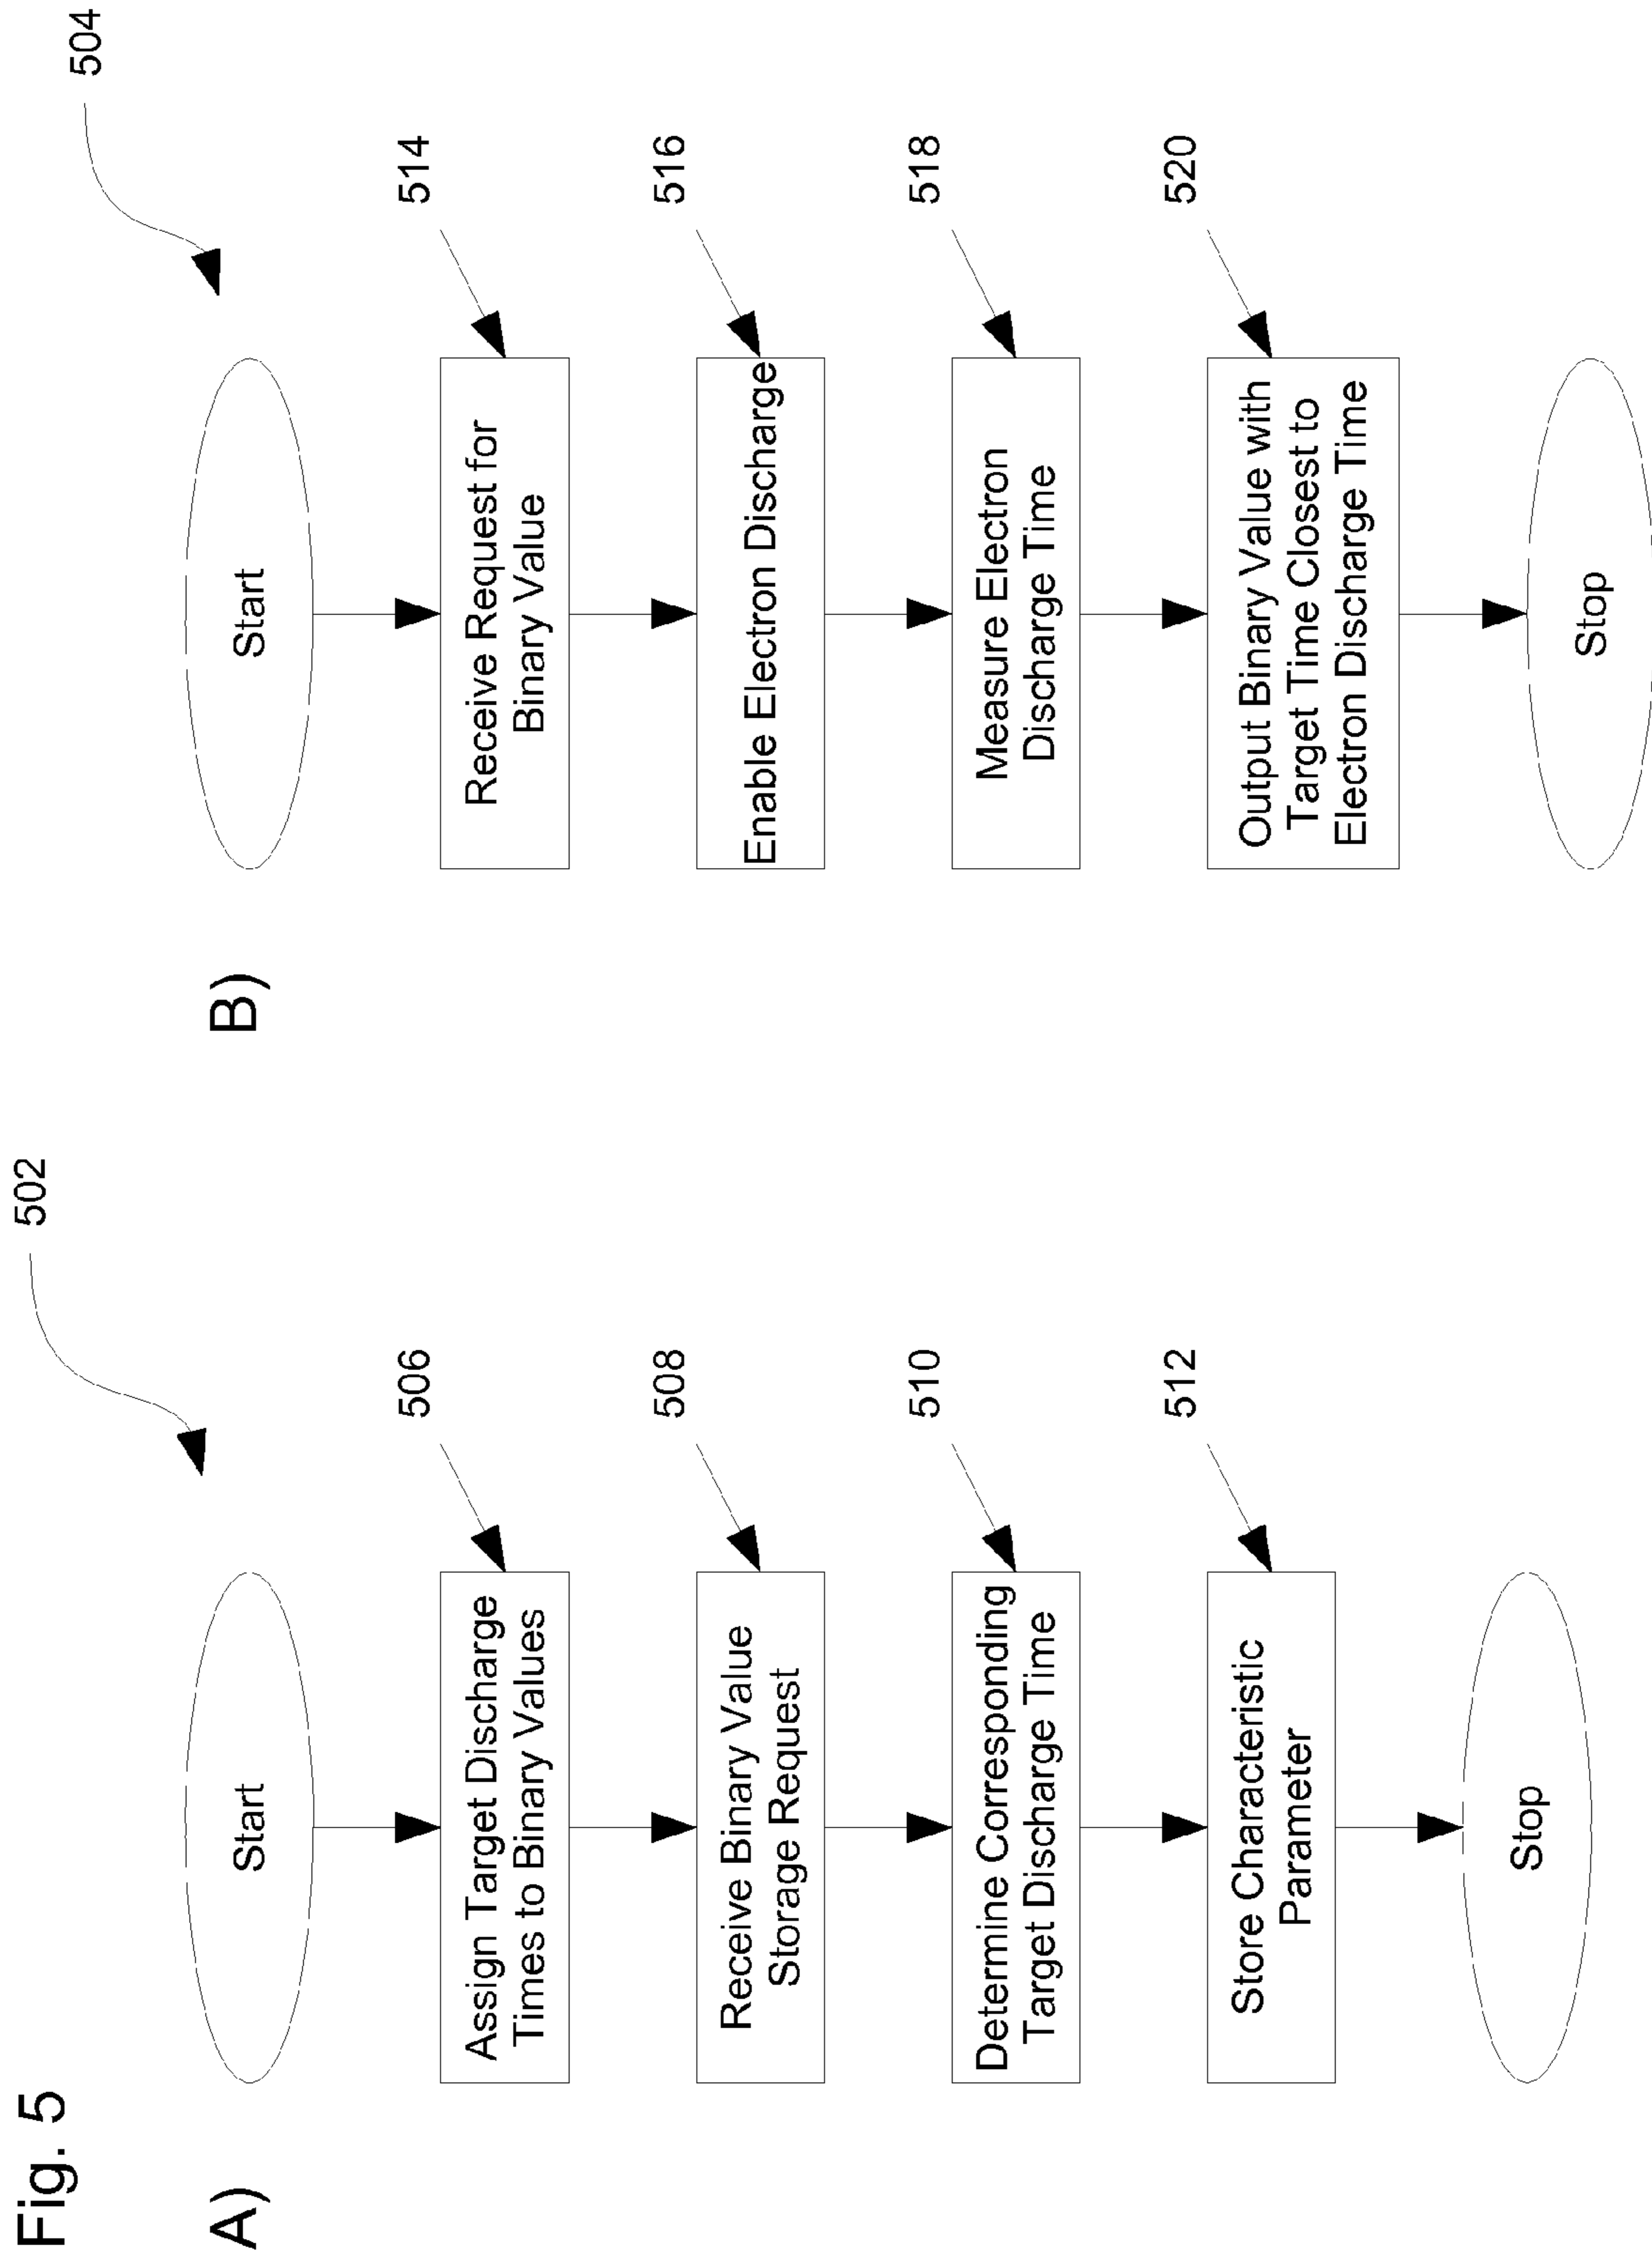 Fig. 5
A)
502
Start
506
Assign Target Discharge
Times to Binary Values
508
Receive Binary Value
Storage Request
510
Determine Corresponding
Target Discharge Time
512
Store Characteristic
Parameter
Stop
B)
504
Start
514
Receive Request for
Binary Value
516
Enable Electron Discharge
518
Measure Electron
Discharge Time
520
Output Binary Value with
Target Time Closest to
Electron Discharge Time
Stop